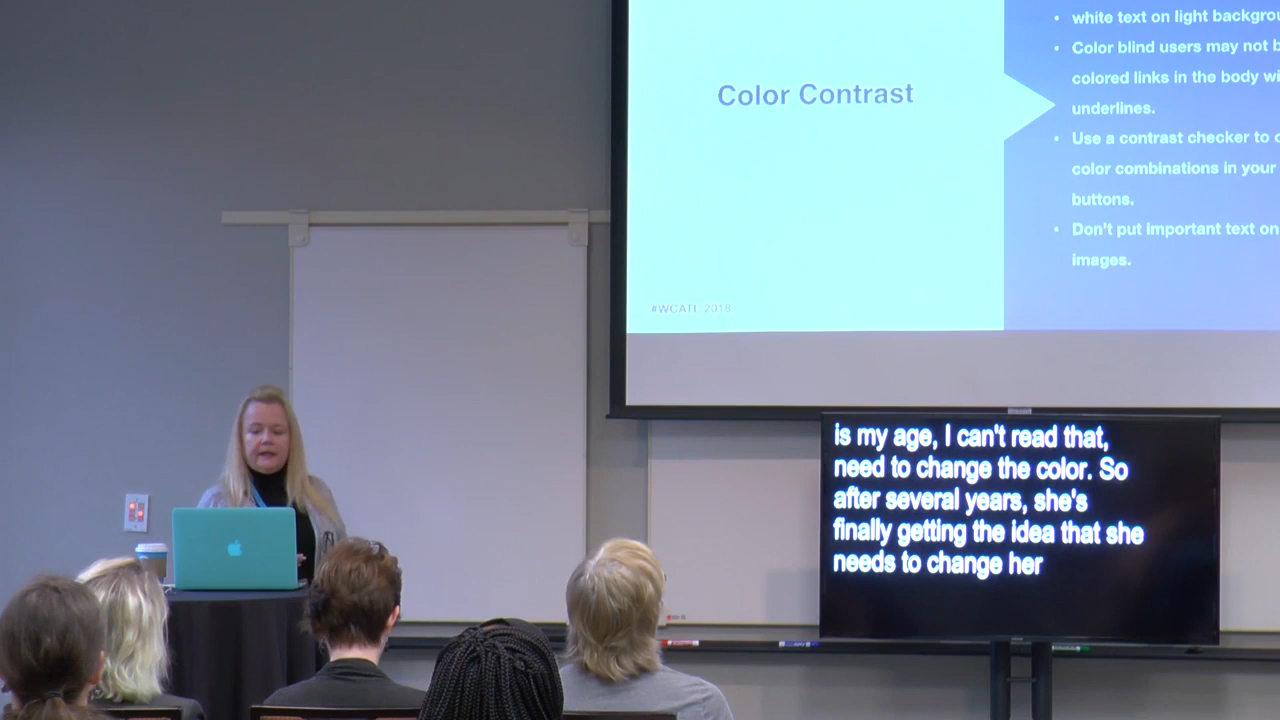 Color Contrast
white text on light
• Color blind users may not
colored links in the body
underlines.
• Use a contrast checker to
color combinations in your
buttons.
• Don't put important text on
images.
#WCATL 2018
is my age, I can't read that,
need to change the color. So
after several years, she's
finally getting the idea that she
needs to change her